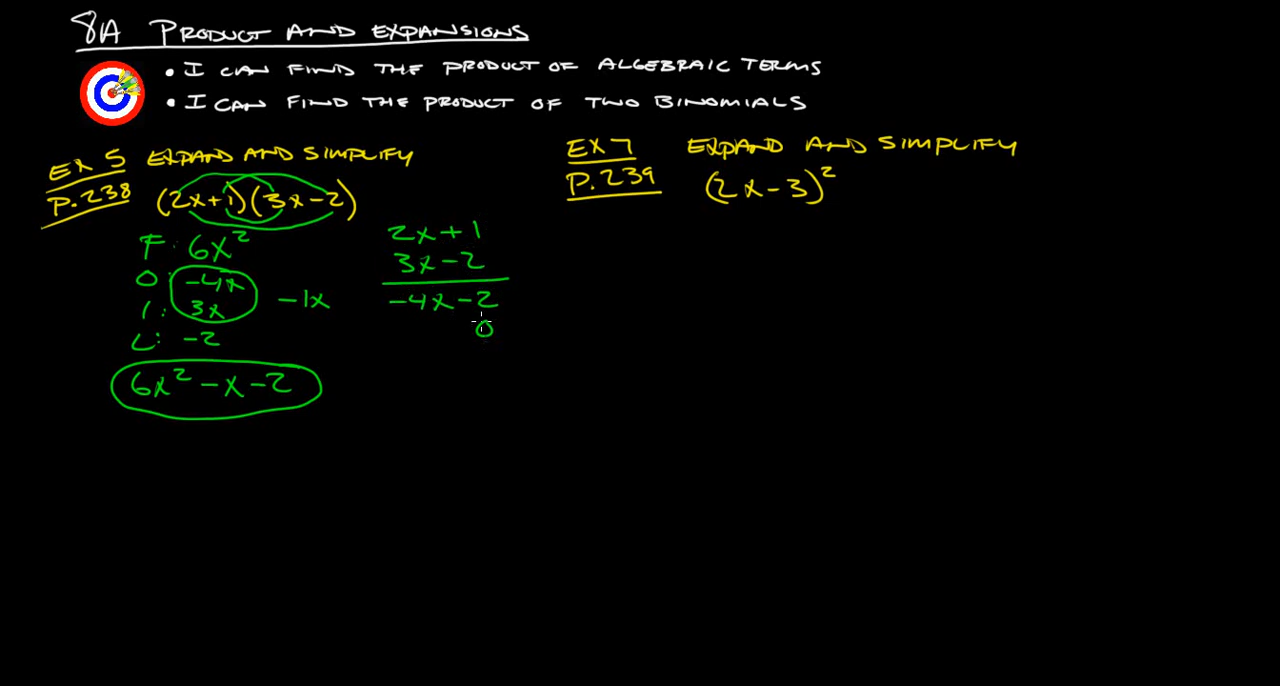 8A PRODUCT AND EXPANSIONS
• I CAN FIND THE PRODUCT OF ALGEBRAIC TERMS
• I CAN FIND THE PRODUCT OF TWO BINOMIALS
EX 5 EXPAND AND SIMPLIFY
P.238 (2x+1)(3x-2)
F: 6x²
O: -4x
I: 3x -1x
L: -2
6x² - x - 2
2x+1
3x-2
-4x-2
0
EX 7 EXPAND AND SIMPLIFY
P.239 (2x-3)²